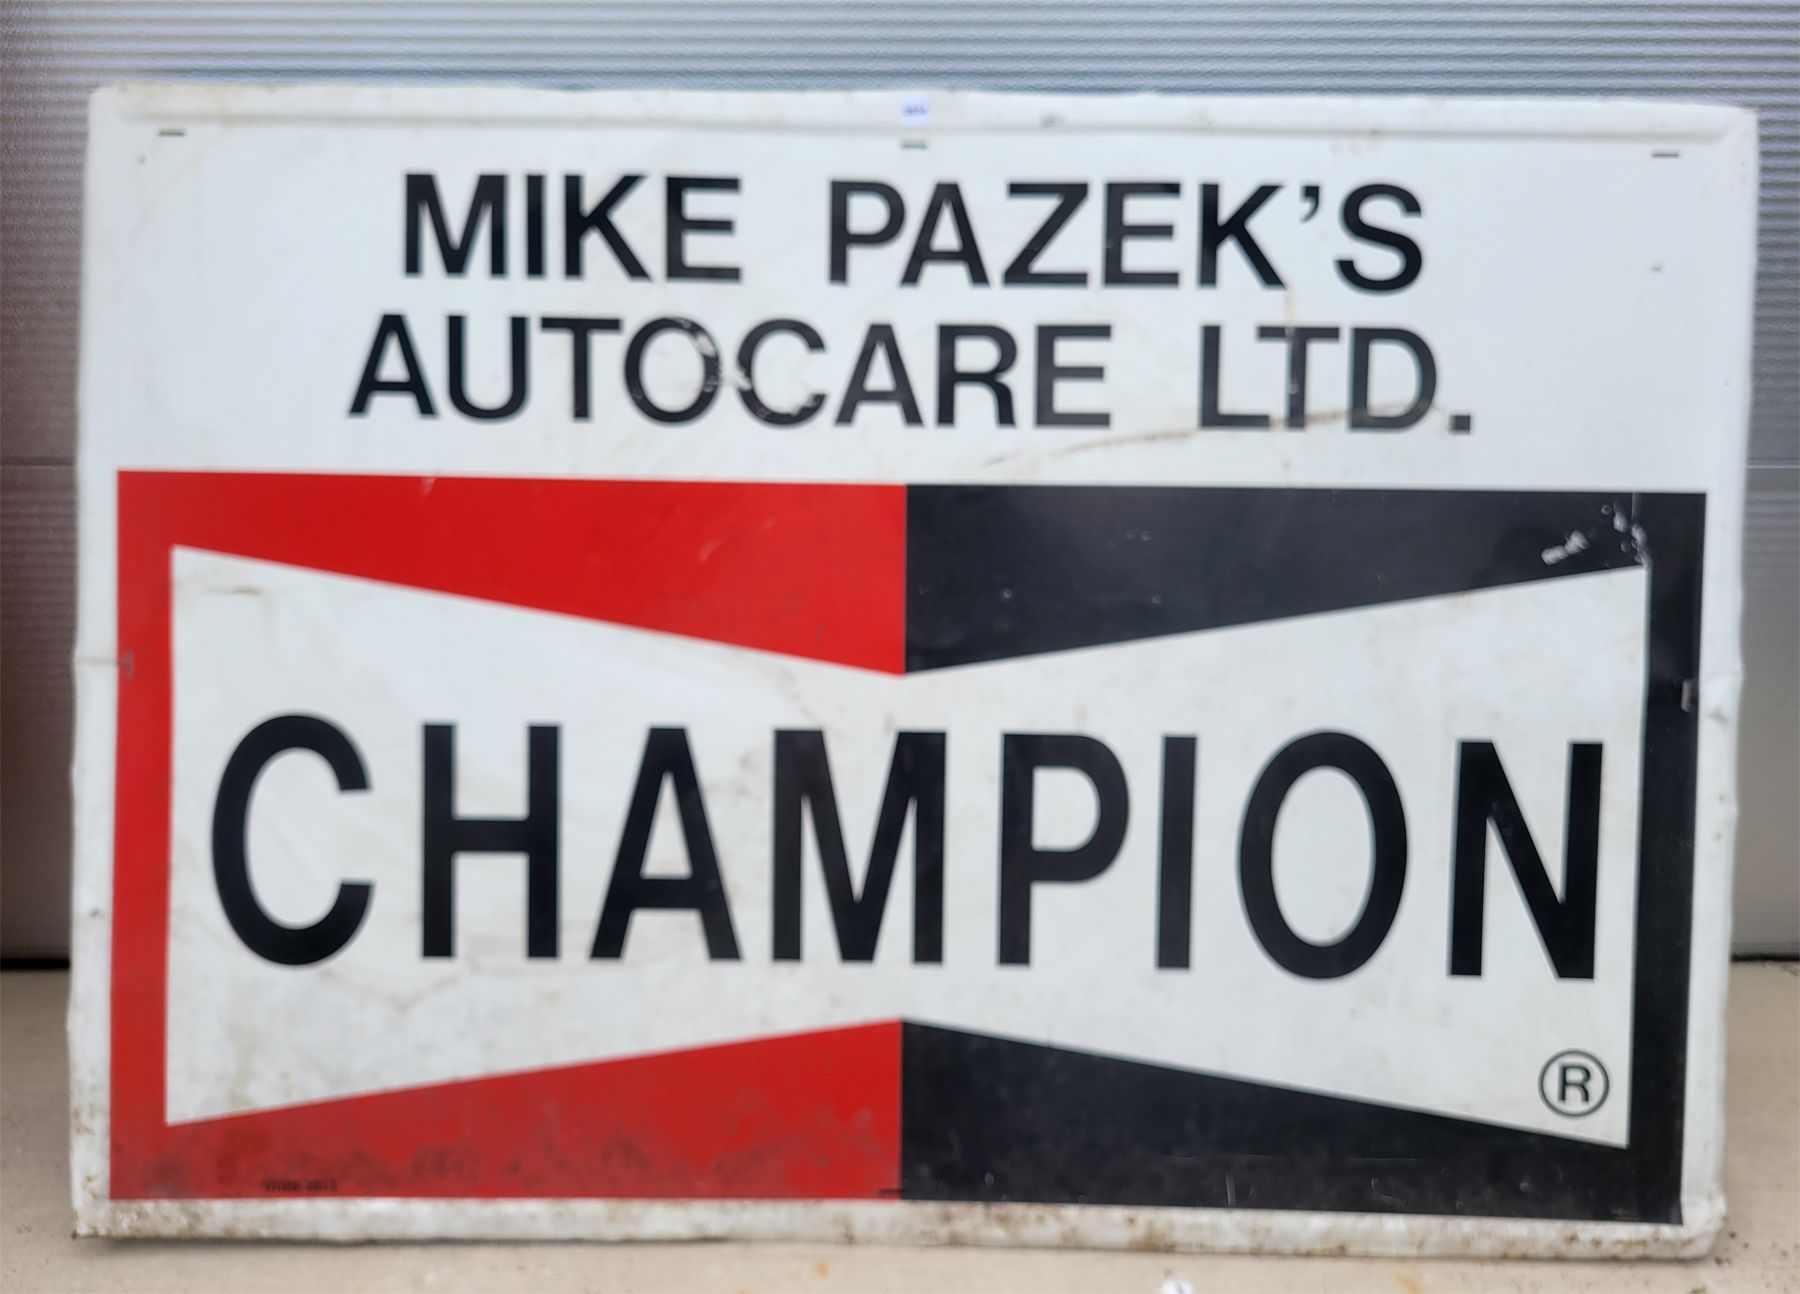 MIKE PAZEK'S
AUTOCARE LTD.
CHAMPION
®